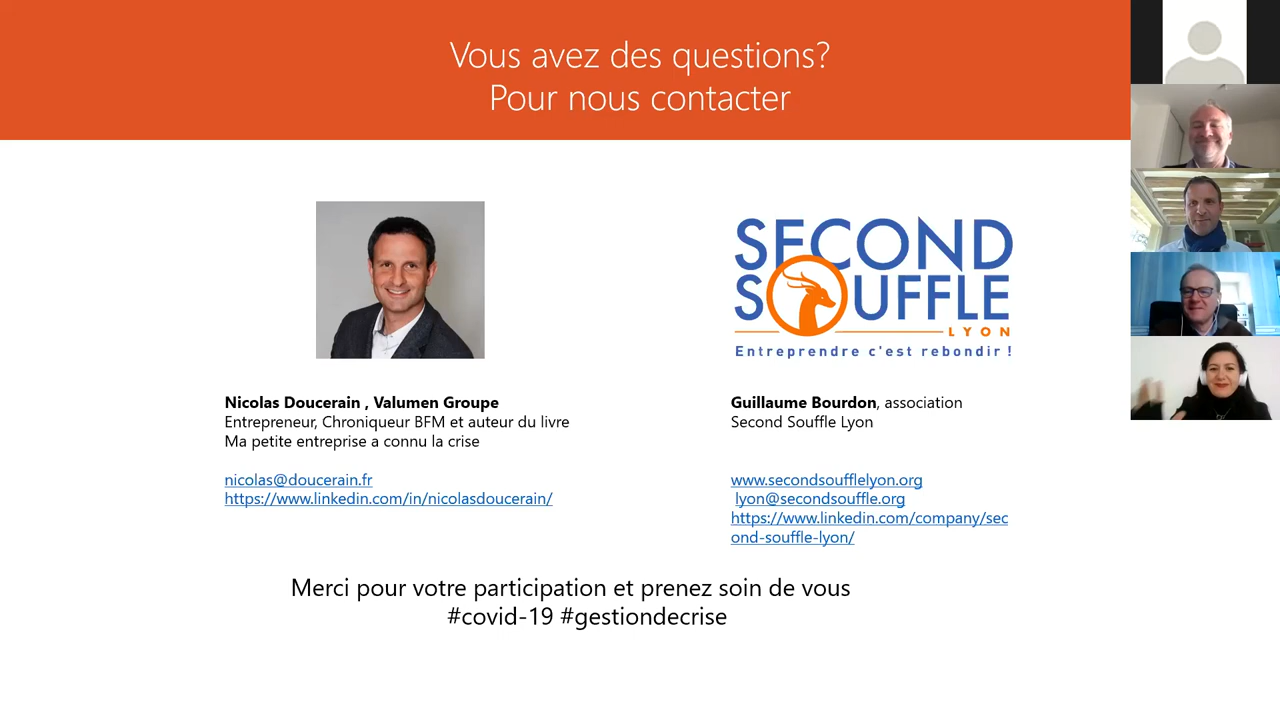 Vous avez des questions?
Pour nous contacter
SECOND
SOUFFLE
LYON
Entreprendre c'est rebondir !
Nicolas Doucerain , Valumen Groupe
Entrepreneur, Chroniqueur BFM et auteur du livre
Ma petite entreprise a connu la crise
nicolas@doucerain.fr
https://www.linkedin.com/in/nicolasdoucerain/
Guillaume Bourdon, association
Second Souffle Lyon
www.secondsoufflelyon.org
lyon@secondsouffle.org
https://www.linkedin.com/company/sec
ond-souffle-lyon/
Merci pour votre participation et prenez soin de vous
#covid-19 #gestiondecrise